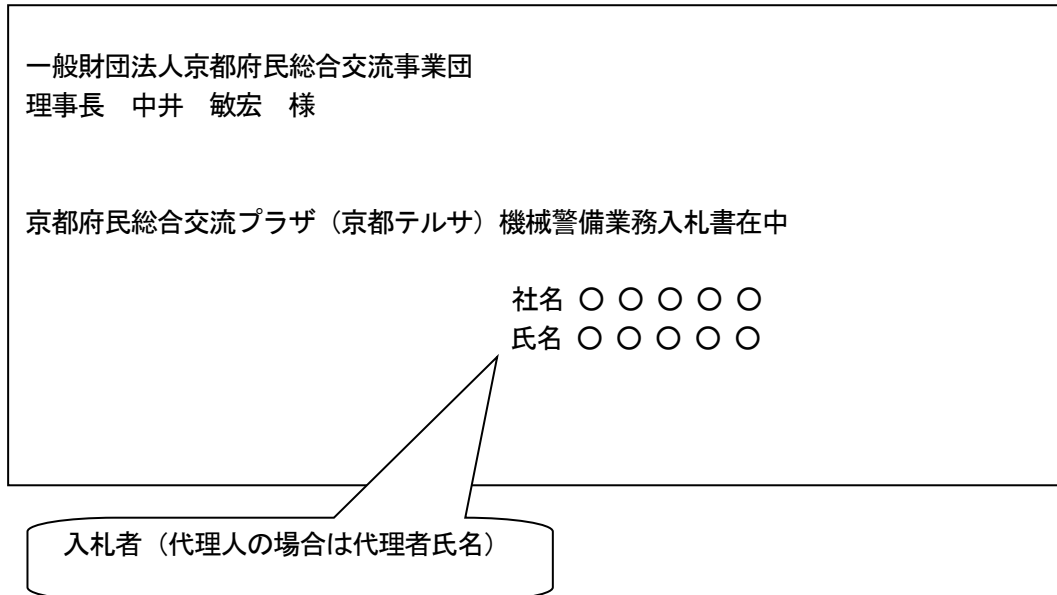 一般財団法人京都府民総合交流事業団
理事長　中井　敏宏　様
京都府民総合交流プラザ（京都テルサ）機械警備業務入札書在中
社名 〇 〇 〇 〇 〇
氏名 〇 〇 〇 〇 〇
入札者（代理人の場合は代理者氏名）